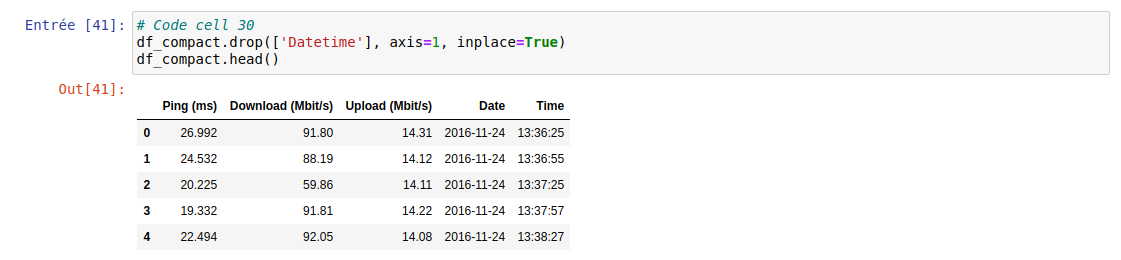 Entrée [41]: # Code cell 30
df_compact.drop(['Datetime'], axis=1, inplace=True)
df_compact.head()
Out[41]:
Ping (ms) Download (Mbit/s) Upload (Mbit/s) Date Time
0 26.992 91.80 14.31 2016-11-24 13:36:25
1 24.532 88.19 14.12 2016-11-24 13:36:55
2 20.225 59.86 14.11 2016-11-24 13:37:25
3 19.332 91.81 14.22 2016-11-24 13:37:57
4 22.494 92.05 14.08 2016-11-24 13:38:27